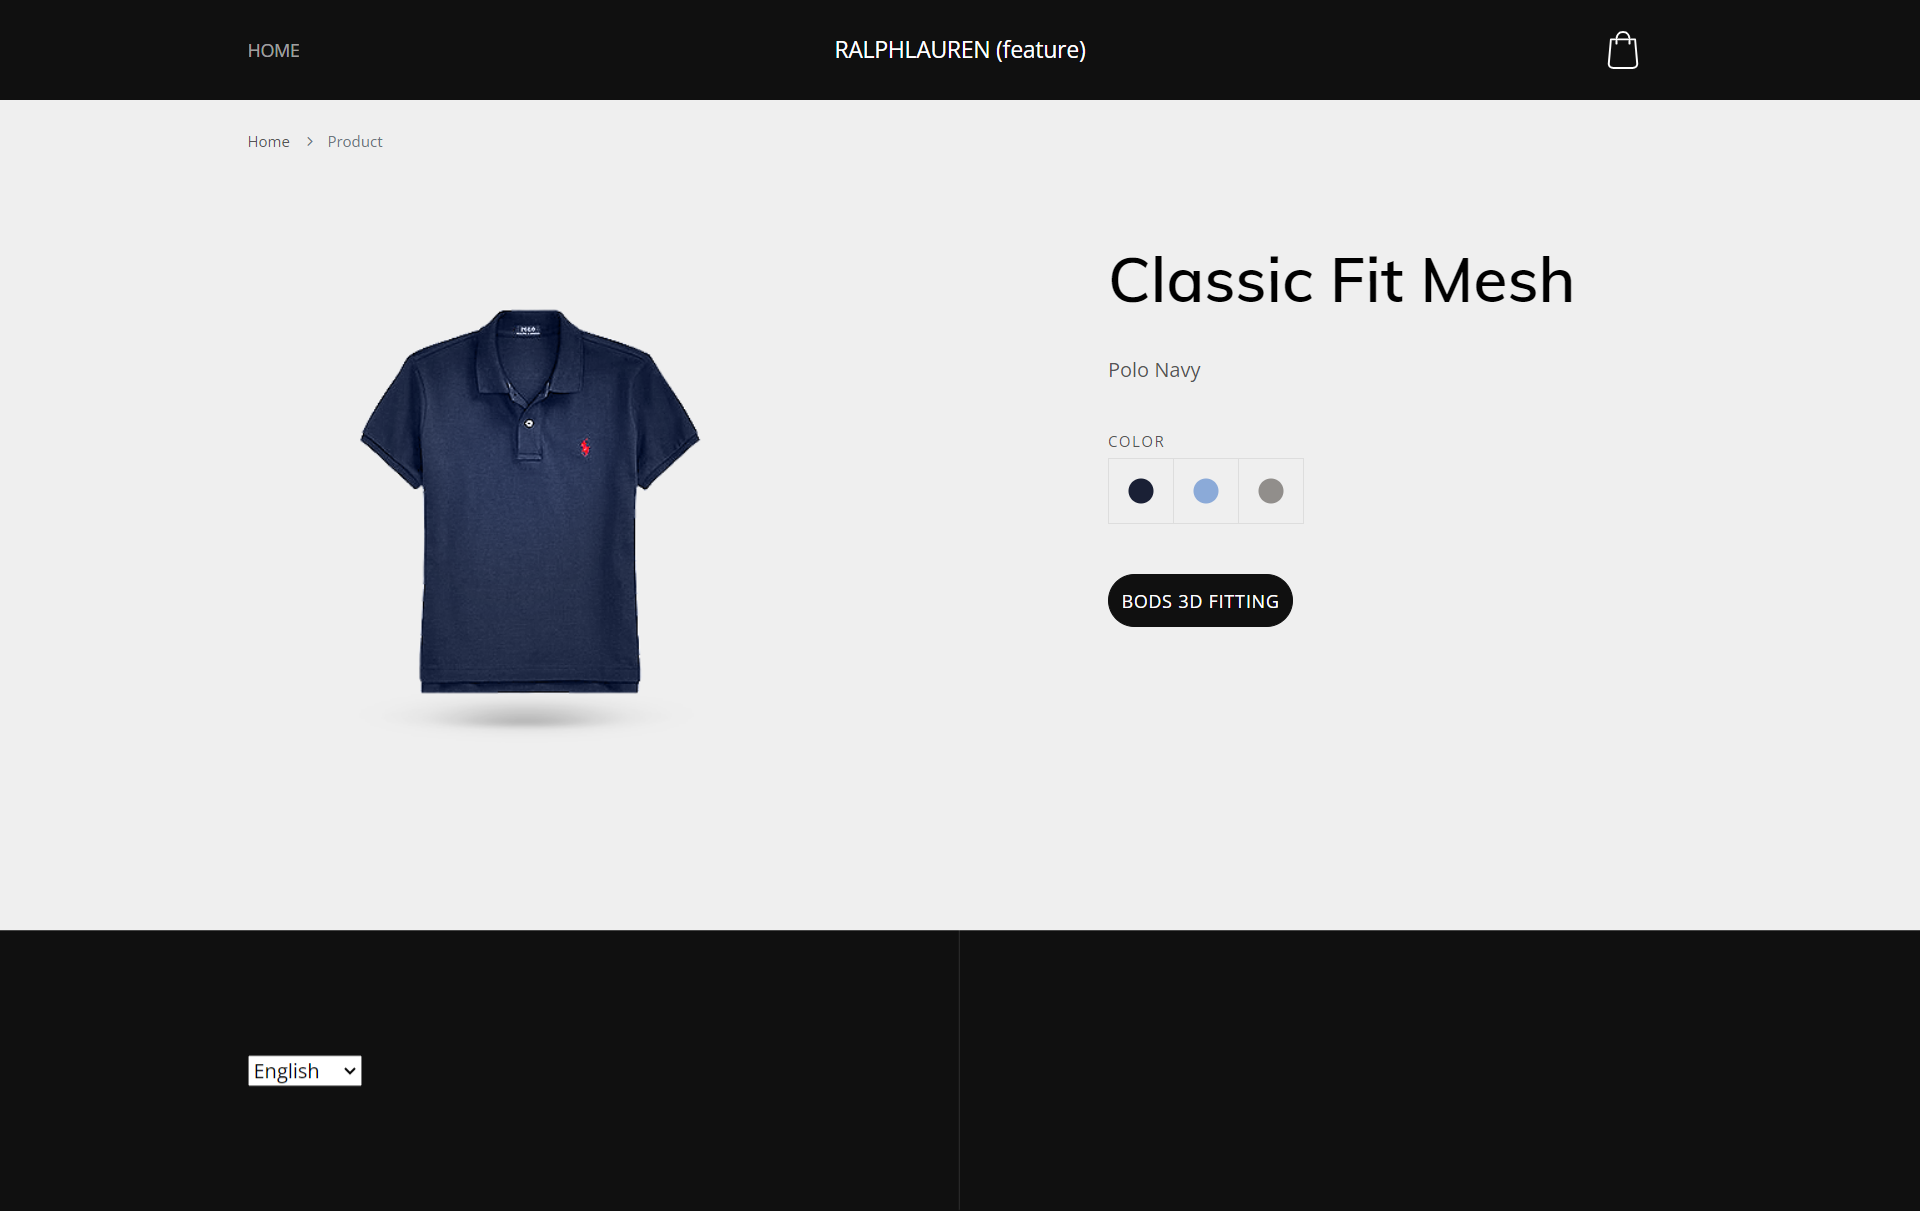 HOME
RALPHLAUREN (feature)
Home
Product
Classic Fit Mesh
Polo Navy
COLOR
BODS 3D FITTING
English